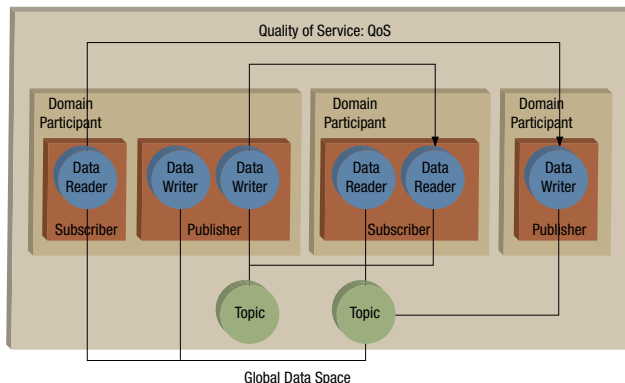 Quality of Service: QoS
Domain
Participant
Domain
Participant
Domain
Participant
Data
Reader
Data
Writer
Data
Writer
Data
Reader
Data
Reader
Data
Writer
Subscriber
Publisher
Subscriber
Publisher
Topic
Topic
Global Data Space